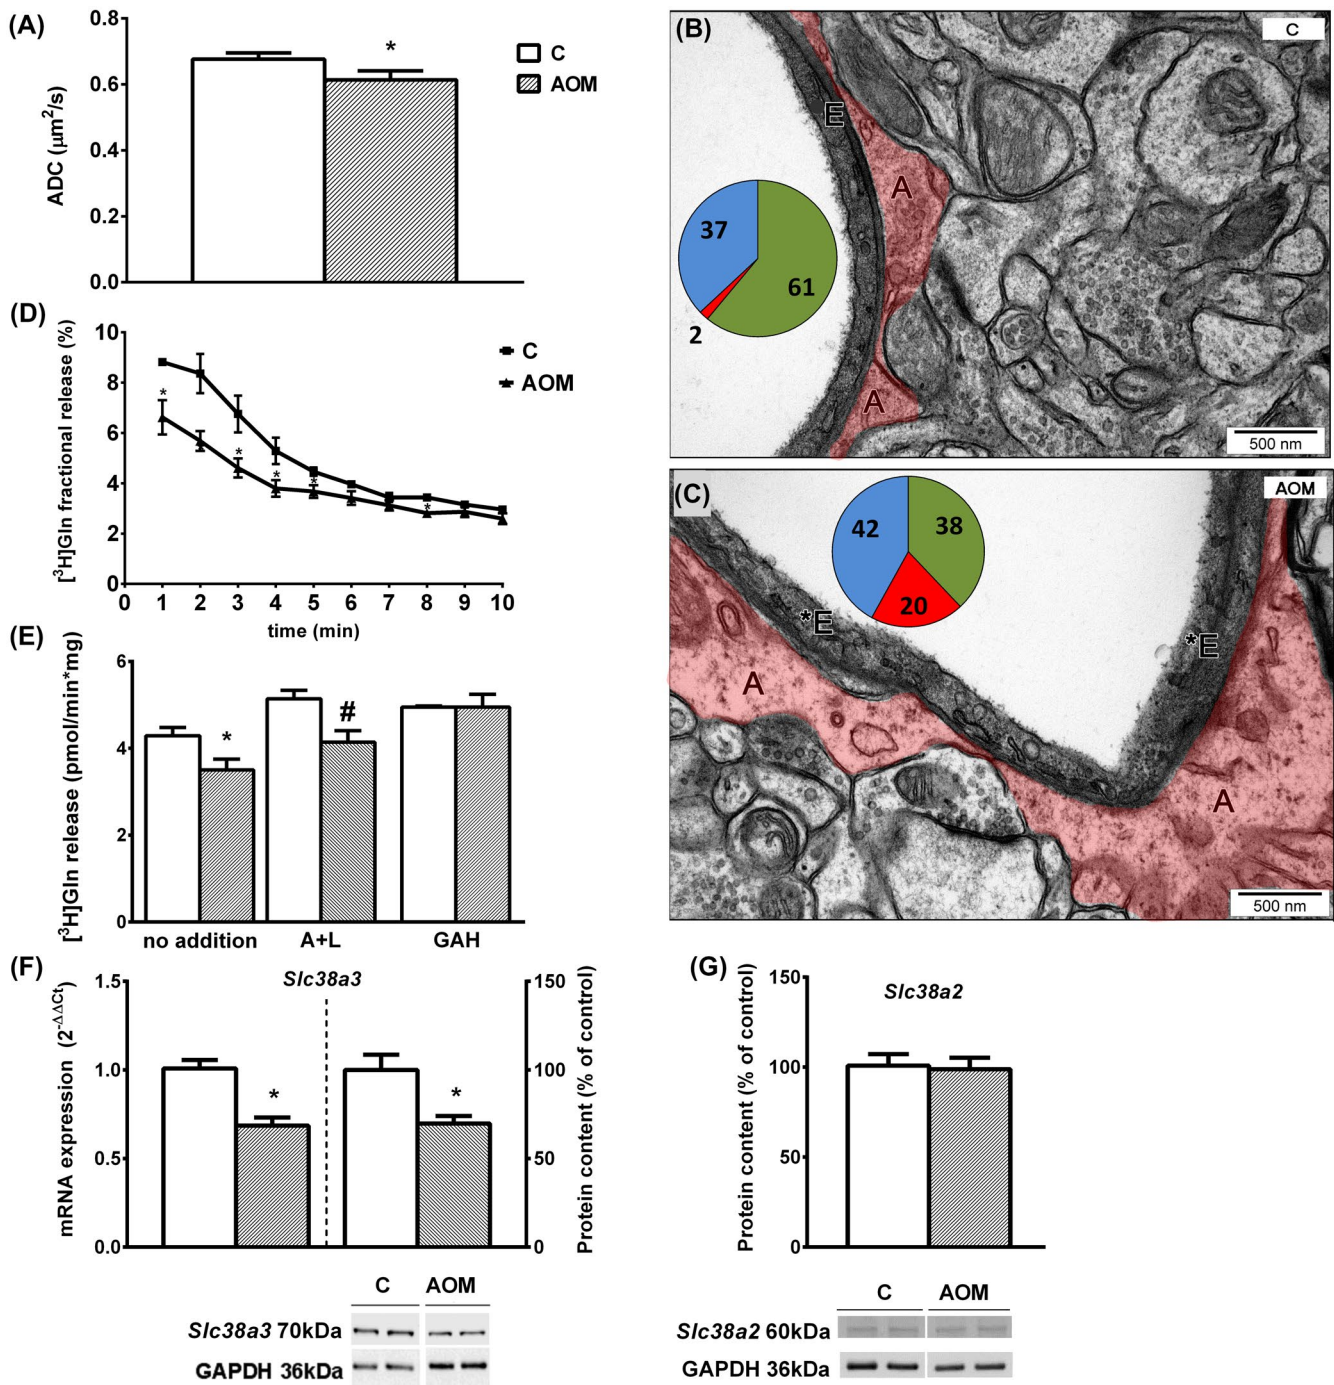 (A)
0.8
0.6
0.4
0.2
0.0
ADC (μm²/s)
*
C
AOM
(B)
C
E
A
A
37
61
2
500 nm
(C)
AOM
42
38
20
*E
*E
A
A
500 nm
(D)
10
8
6
4
2
0
[³H]Gln fractional release (%)
C
AOM
* * * * *
0 1 2 3 4 5 6 7 8 9 10
time (min)
(E)
6
4
2
0
[³H]Gln release (pmol/min*mg)
*
#
no addition A+L GAH
(F)
Slc38a3
1.5
1.0
0.5
0.0
mRNA expression (2^-ΔΔCt)
*
*
150
100
50
0
Protein content (% of control)
C AOM
Slc38a3 70kDa
GAPDH 36kDa
(G)
Slc38a2
150
100
50
0
Protein content (% of control)
C AOM
Slc38a2 60kDa
GAPDH 36kDa